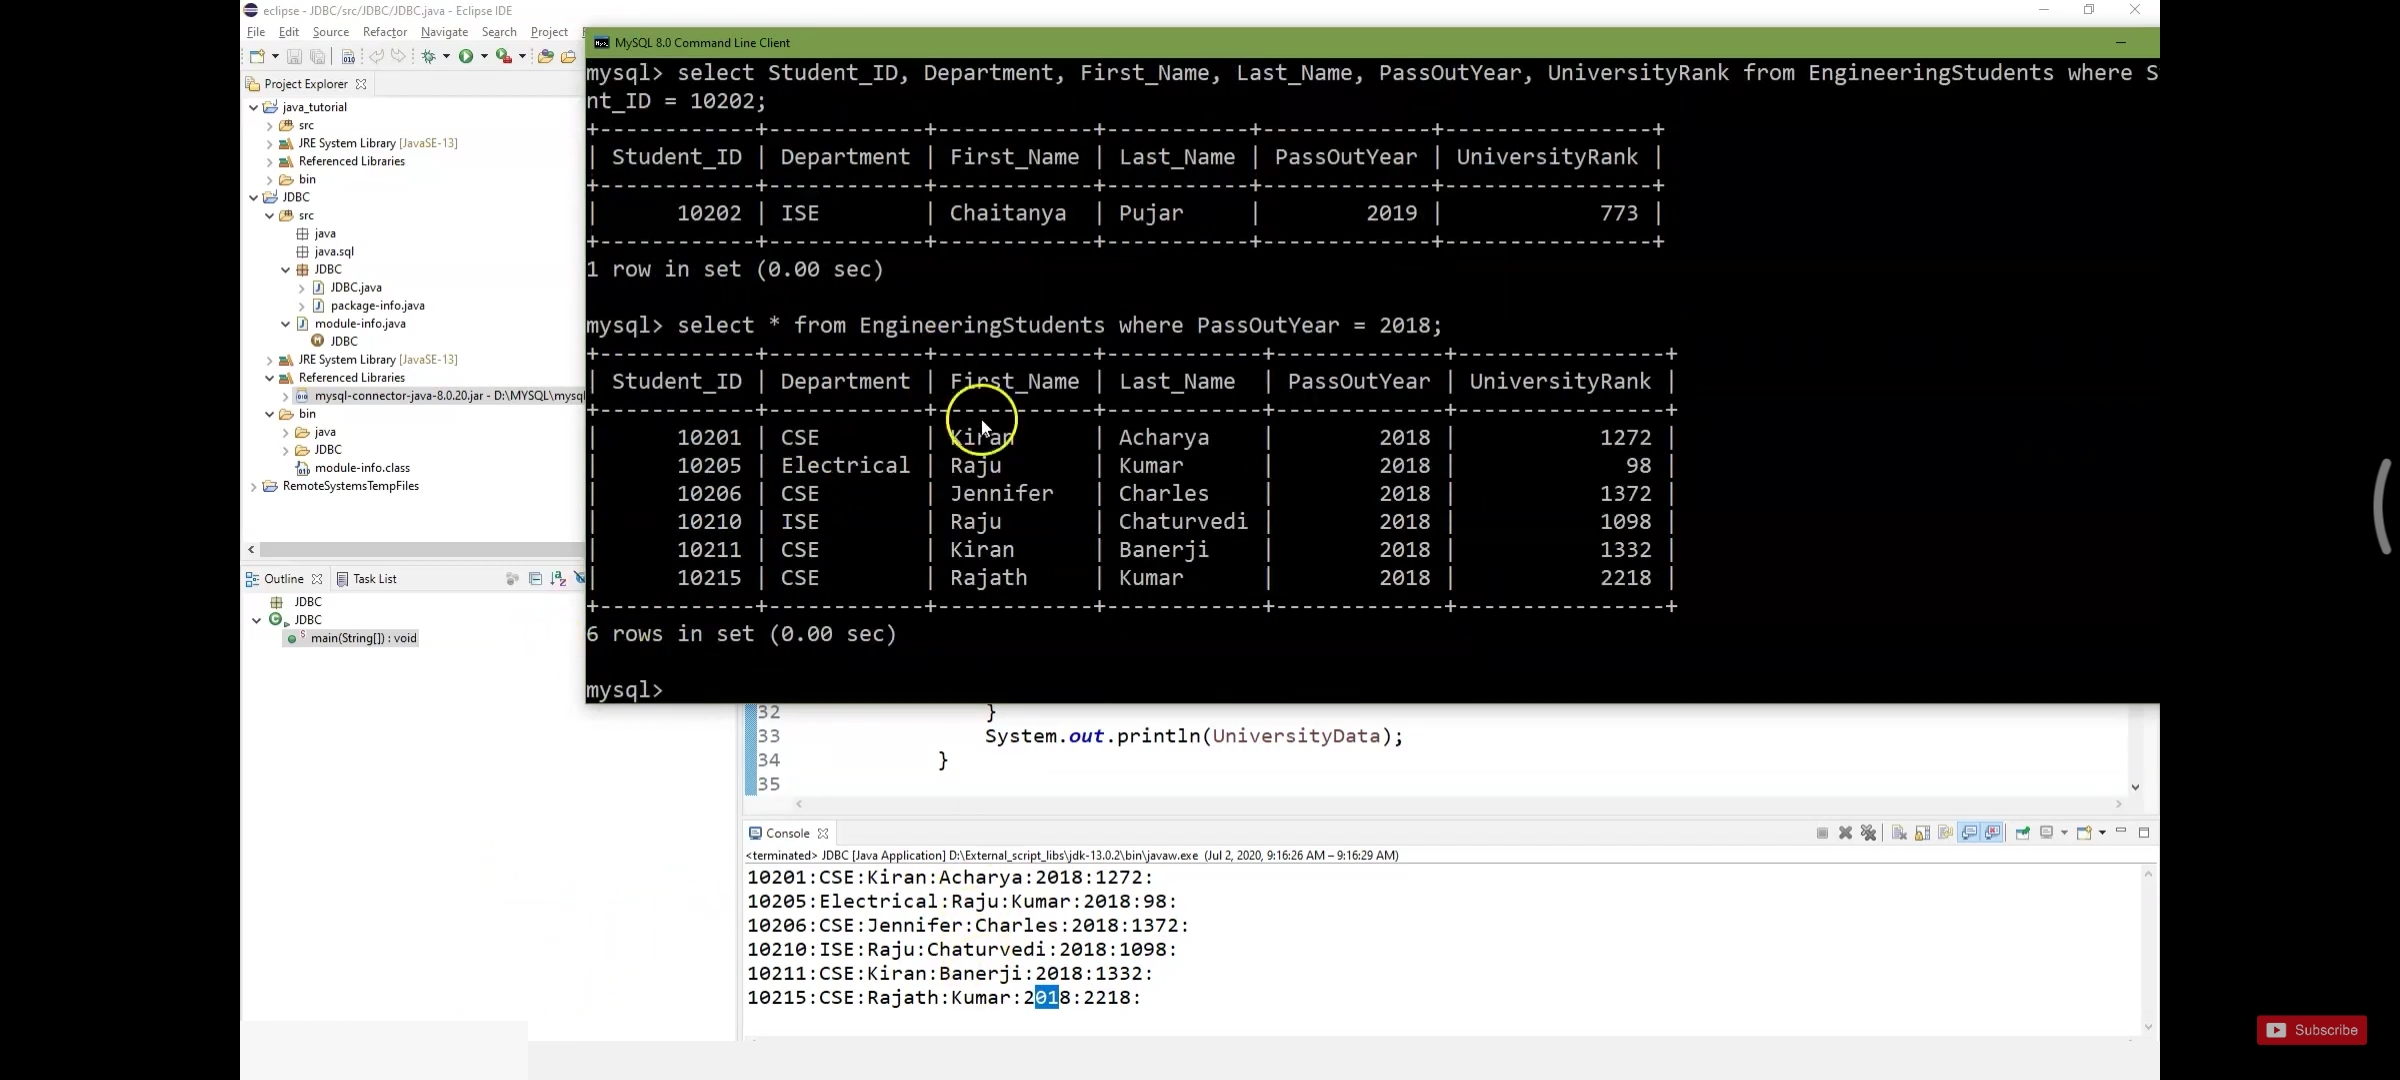 eclipse - JDBC/src/JDBC/JDBC.java - Eclipse IDE
File Edit Source Refactor Navigate Search Project
Project Explorer
java_tutorial
src
JRE System Library [JavaSE-13]
Referenced Libraries
bin
JDBC
src
java
java.sql
JDBC
JDBC.java
package-info.java
module-info.java
JDBC
JRE System Library [JavaSE-13]
Referenced Libraries
mysql-connector-java-8.0.20.jar - D:\MYSQL\mysql
bin
java
JDBC
module-info.class
RemoteSystemsTempFiles
Outline Task List
JDBC
JDBC
main(String[]) : void
MySQL 8.0 Command Line Client
mysql> select Student_ID, Department, First_Name, Last_Name, PassOutYear, UniversityRank from EngineeringStudents where S
nt_ID = 10202;
+------------+------------+------------+-----------+-------------+----------------+
| Student_ID | Department | First_Name | Last_Name | PassOutYear | UniversityRank |
+------------+------------+------------+-----------+-------------+----------------+
| 10202 | ISE | Chaitanya | Pujar | 2019 | 773 |
+------------+------------+------------+-----------+-------------+----------------+
1 row in set (0.00 sec)
mysql> select * from EngineeringStudents where PassOutYear = 2018;
+------------+------------+------------+------------+-------------+----------------+
| Student_ID | Department | First_Name | Last_Name | PassOutYear | UniversityRank |
+------------+------------+------------+------------+-------------+----------------+
| 10201 | CSE | Kiran | Acharya | 2018 | 1272 |
| 10205 | Electrical | Raju | Kumar | 2018 | 98 |
| 10206 | CSE | Jennifer | Charles | 2018 | 1372 |
| 10210 | ISE | Raju | Chaturvedi | 2018 | 1098 |
| 10211 | CSE | Kiran | Banerji | 2018 | 1332 |
| 10215 | CSE | Rajath | Kumar | 2018 | 2218 |
+------------+------------+------------+------------+-------------+----------------+
6 rows in set (0.00 sec)
mysql>
32 }
33 System.out.println(UniversityData);
34 }
35
Console
<terminated> JDBC [Java Application] D:\External_script_libs\jdk-13.0.2\bin\javaw.exe (Jul 2, 2020, 9:16:26 AM – 9:16:29 AM)
10201:CSE:Kiran:Acharya:2018:1272:
10205:Electrical:Raju:Kumar:2018:98:
10206:CSE:Jennifer:Charles:2018:1372:
10210:ISE:Raju:Chaturvedi:2018:1098:
10211:CSE:Kiran:Banerji:2018:1332:
10215:CSE:Rajath:Kumar:2018:2218:
Subscribe